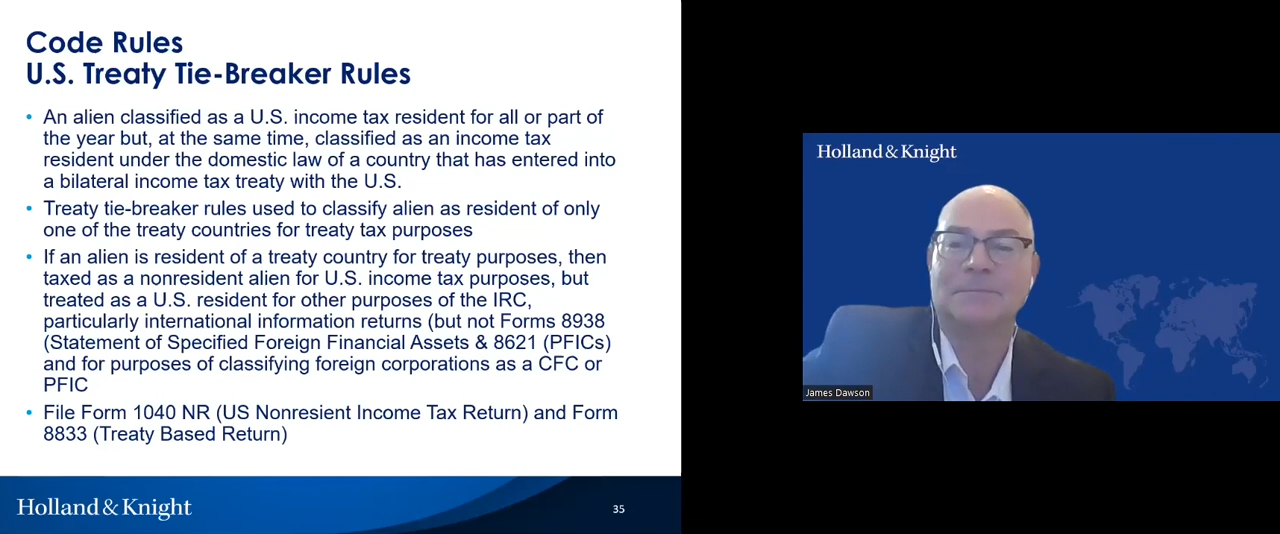 Code Rules
U.S. Treaty Tie-Breaker Rules
• An alien classified as a U.S. income tax resident for all or part of
the year but, at the same time, classified as an income tax
resident under the domestic law of a country that has entered into
a bilateral income tax treaty with the U.S.
• Treaty tie-breaker rules used to classify alien as resident of only
one of the treaty countries for treaty tax purposes
• If an alien is resident of a treaty country for treaty purposes, then
taxed as a nonresident alien for U.S. income tax purposes, but
treated as a U.S. resident for other purposes of the IRC,
particularly international information returns (but not Forms 8938
(Statement of Specified Foreign Financial Assets & 8621 (PFICs)
and for purposes of classifying foreign corporations as a CFC or
PFIC
• File Form 1040 NR (US Nonresient Income Tax Return) and Form
8833 (Treaty Based Return)
Holland & Knight
35
Holland & Knight
James Dawson